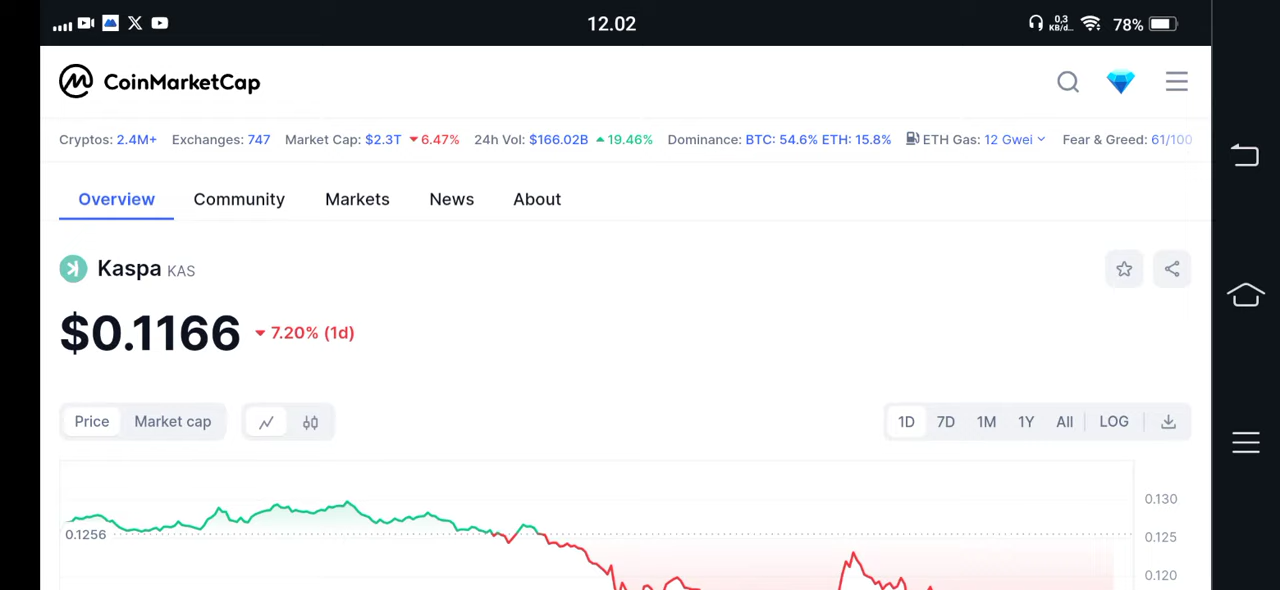 12.02 0,3 KB/d... 78%
CoinMarketCap
Cryptos: 2.4M+ Exchanges: 747 Market Cap: $2.3T 6.47% 24h Vol: $166.02B 19.46% Dominance: BTC: 54.6% ETH: 15.8% ETH Gas: 12 Gwei Fear & Greed: 61/100
Overview Community Markets News About
Kaspa KAS
$0.1166 7.20% (1d)
Price Market cap 1D 7D 1M 1Y All LOG
0.130
0.1256 0.125
0.120